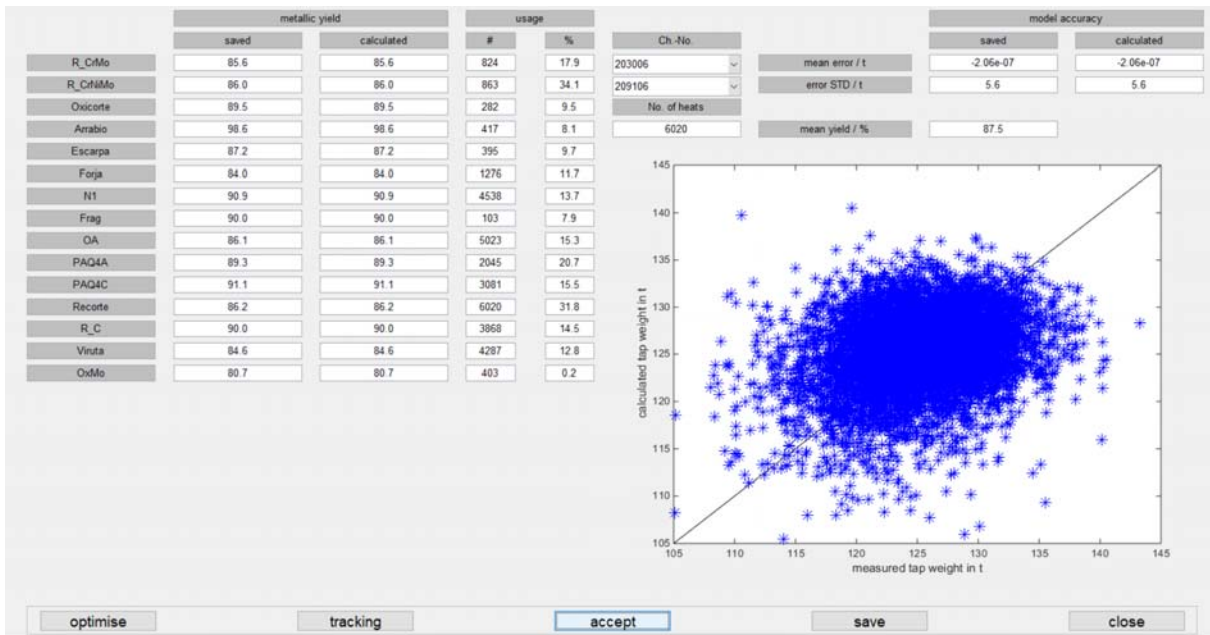 metallic yield usage model accuracy
saved calculated # % Ch.-No. saved calculated
R_CrMo 85.6 85.6 824 17.9 203006 mean error / t -2.06e-07 -2.06e-07
R_CrNiMo 86.0 86.0 863 34.1 209106 error STD / t 5.6 5.6
Oxicorte 89.5 89.5 282 9.5 No. of heats
Arrabio 98.6 98.6 417 8.1 6020 mean yield / % 87.5
Escarpa 87.2 87.2 395 9.7
Forja 84.0 84.0 1276 11.7
N1 90.9 90.9 4538 13.7
Frag 90.0 90.0 103 7.9
OA 86.1 86.1 5023 15.3
PAQ4A 89.3 89.3 2045 20.7
PAQ4C 91.1 91.1 3081 15.5
Recorte 86.2 86.2 6020 31.8
R_C 90.0 90.0 3868 14.5
Viruta 84.6 84.6 4287 12.8
OxMo 80.7 80.7 403 0.2
145
140
135
130
125
120
115
110
105
calculated tap weight in t
105 110 115 120 125 130 135 140 145
measured tap weight in t
optimise tracking accept save close